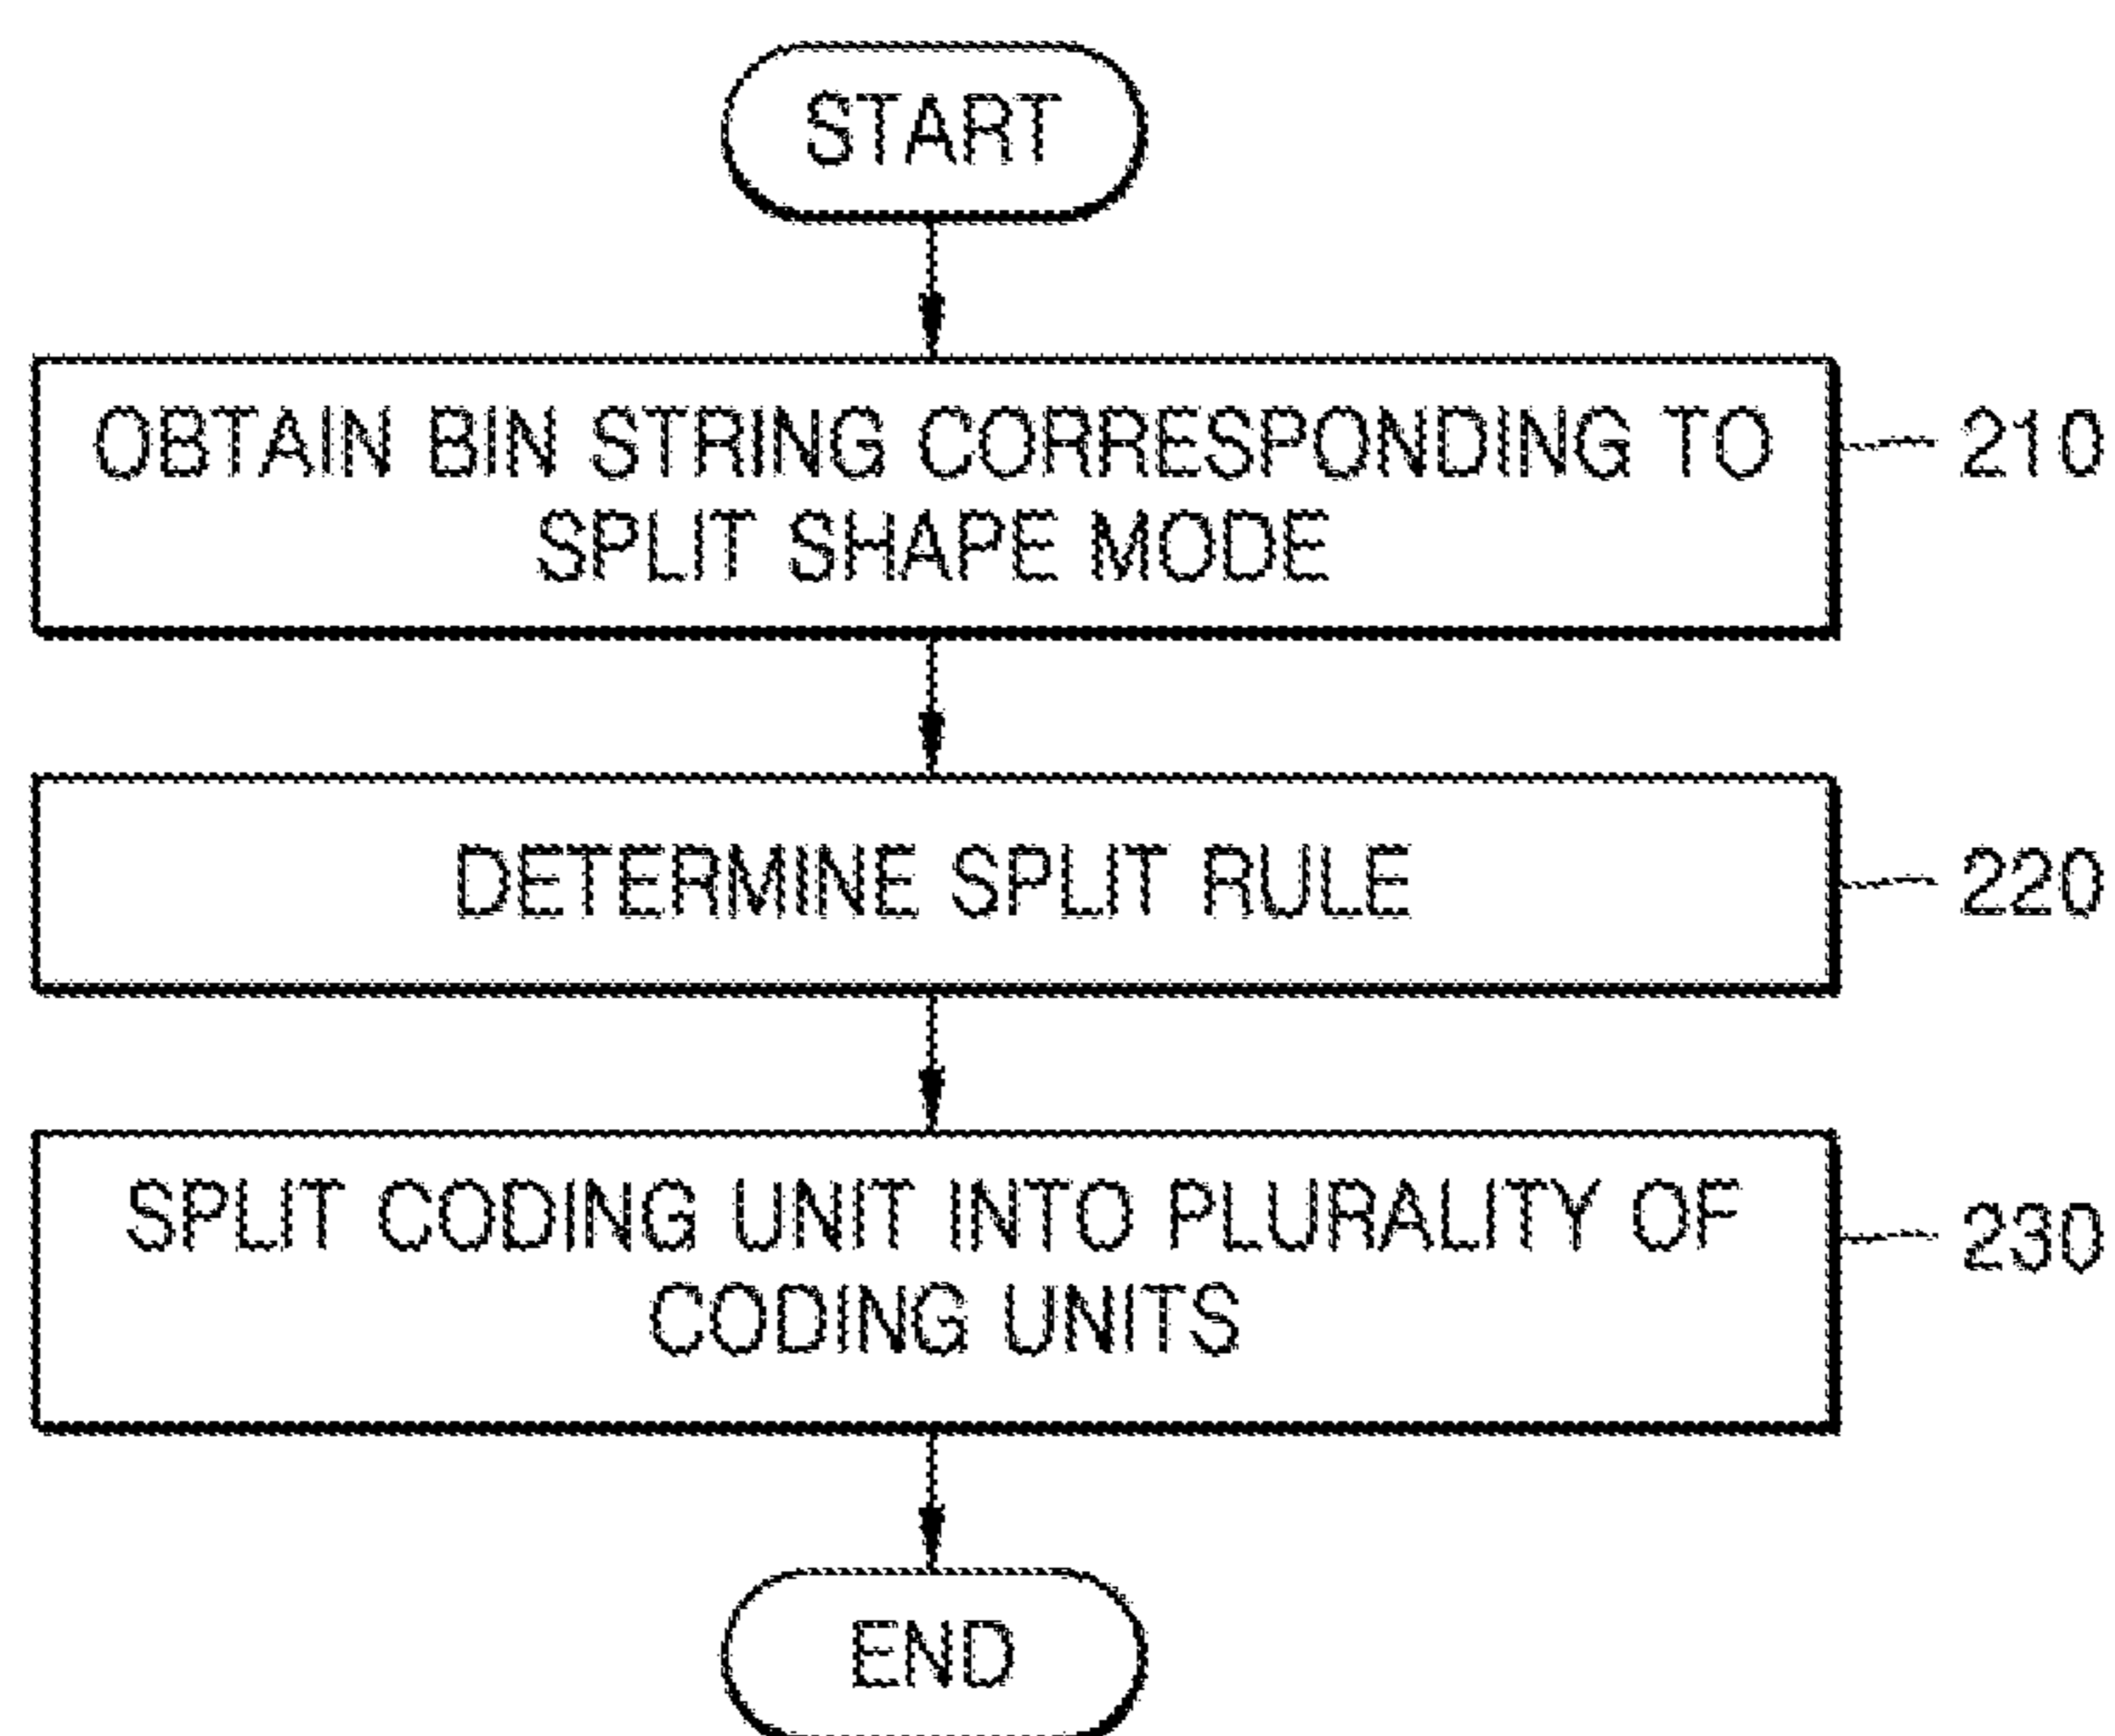 START
OBTAIN BIN STRING CORRESPONDING TO
SPLIT SHAPE MODE
210
DETERMINE SPLIT RULE
220
SPLIT CODING UNIT INTO PLURALITY OF
CODING UNITS
230
END